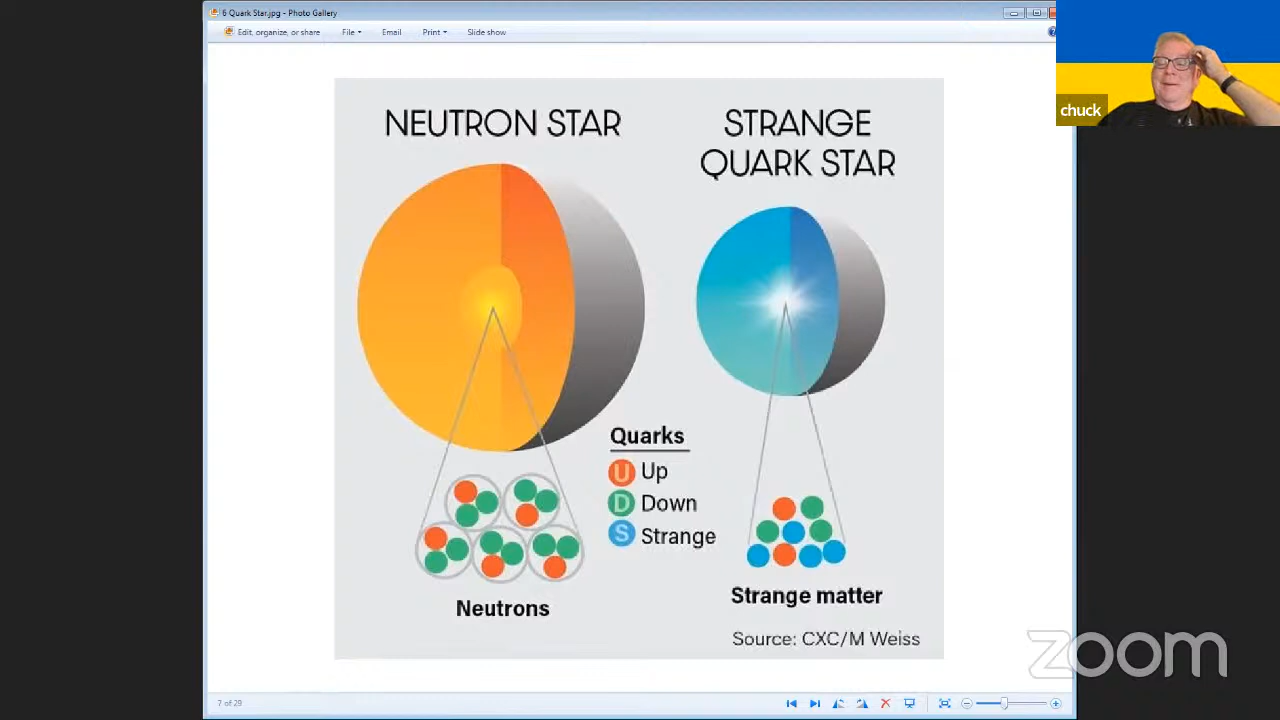 6 Quark Star.jpg - Photo Gallery
Edit, organize, or share
File
Email
Print
Slide show
chuck
NEUTRON STAR
STRANGE
QUARK STAR
Quarks
U Up
D Down
S Strange
Neutrons
Strange matter
Source: CXC/M Weiss
zoom
7 of 29